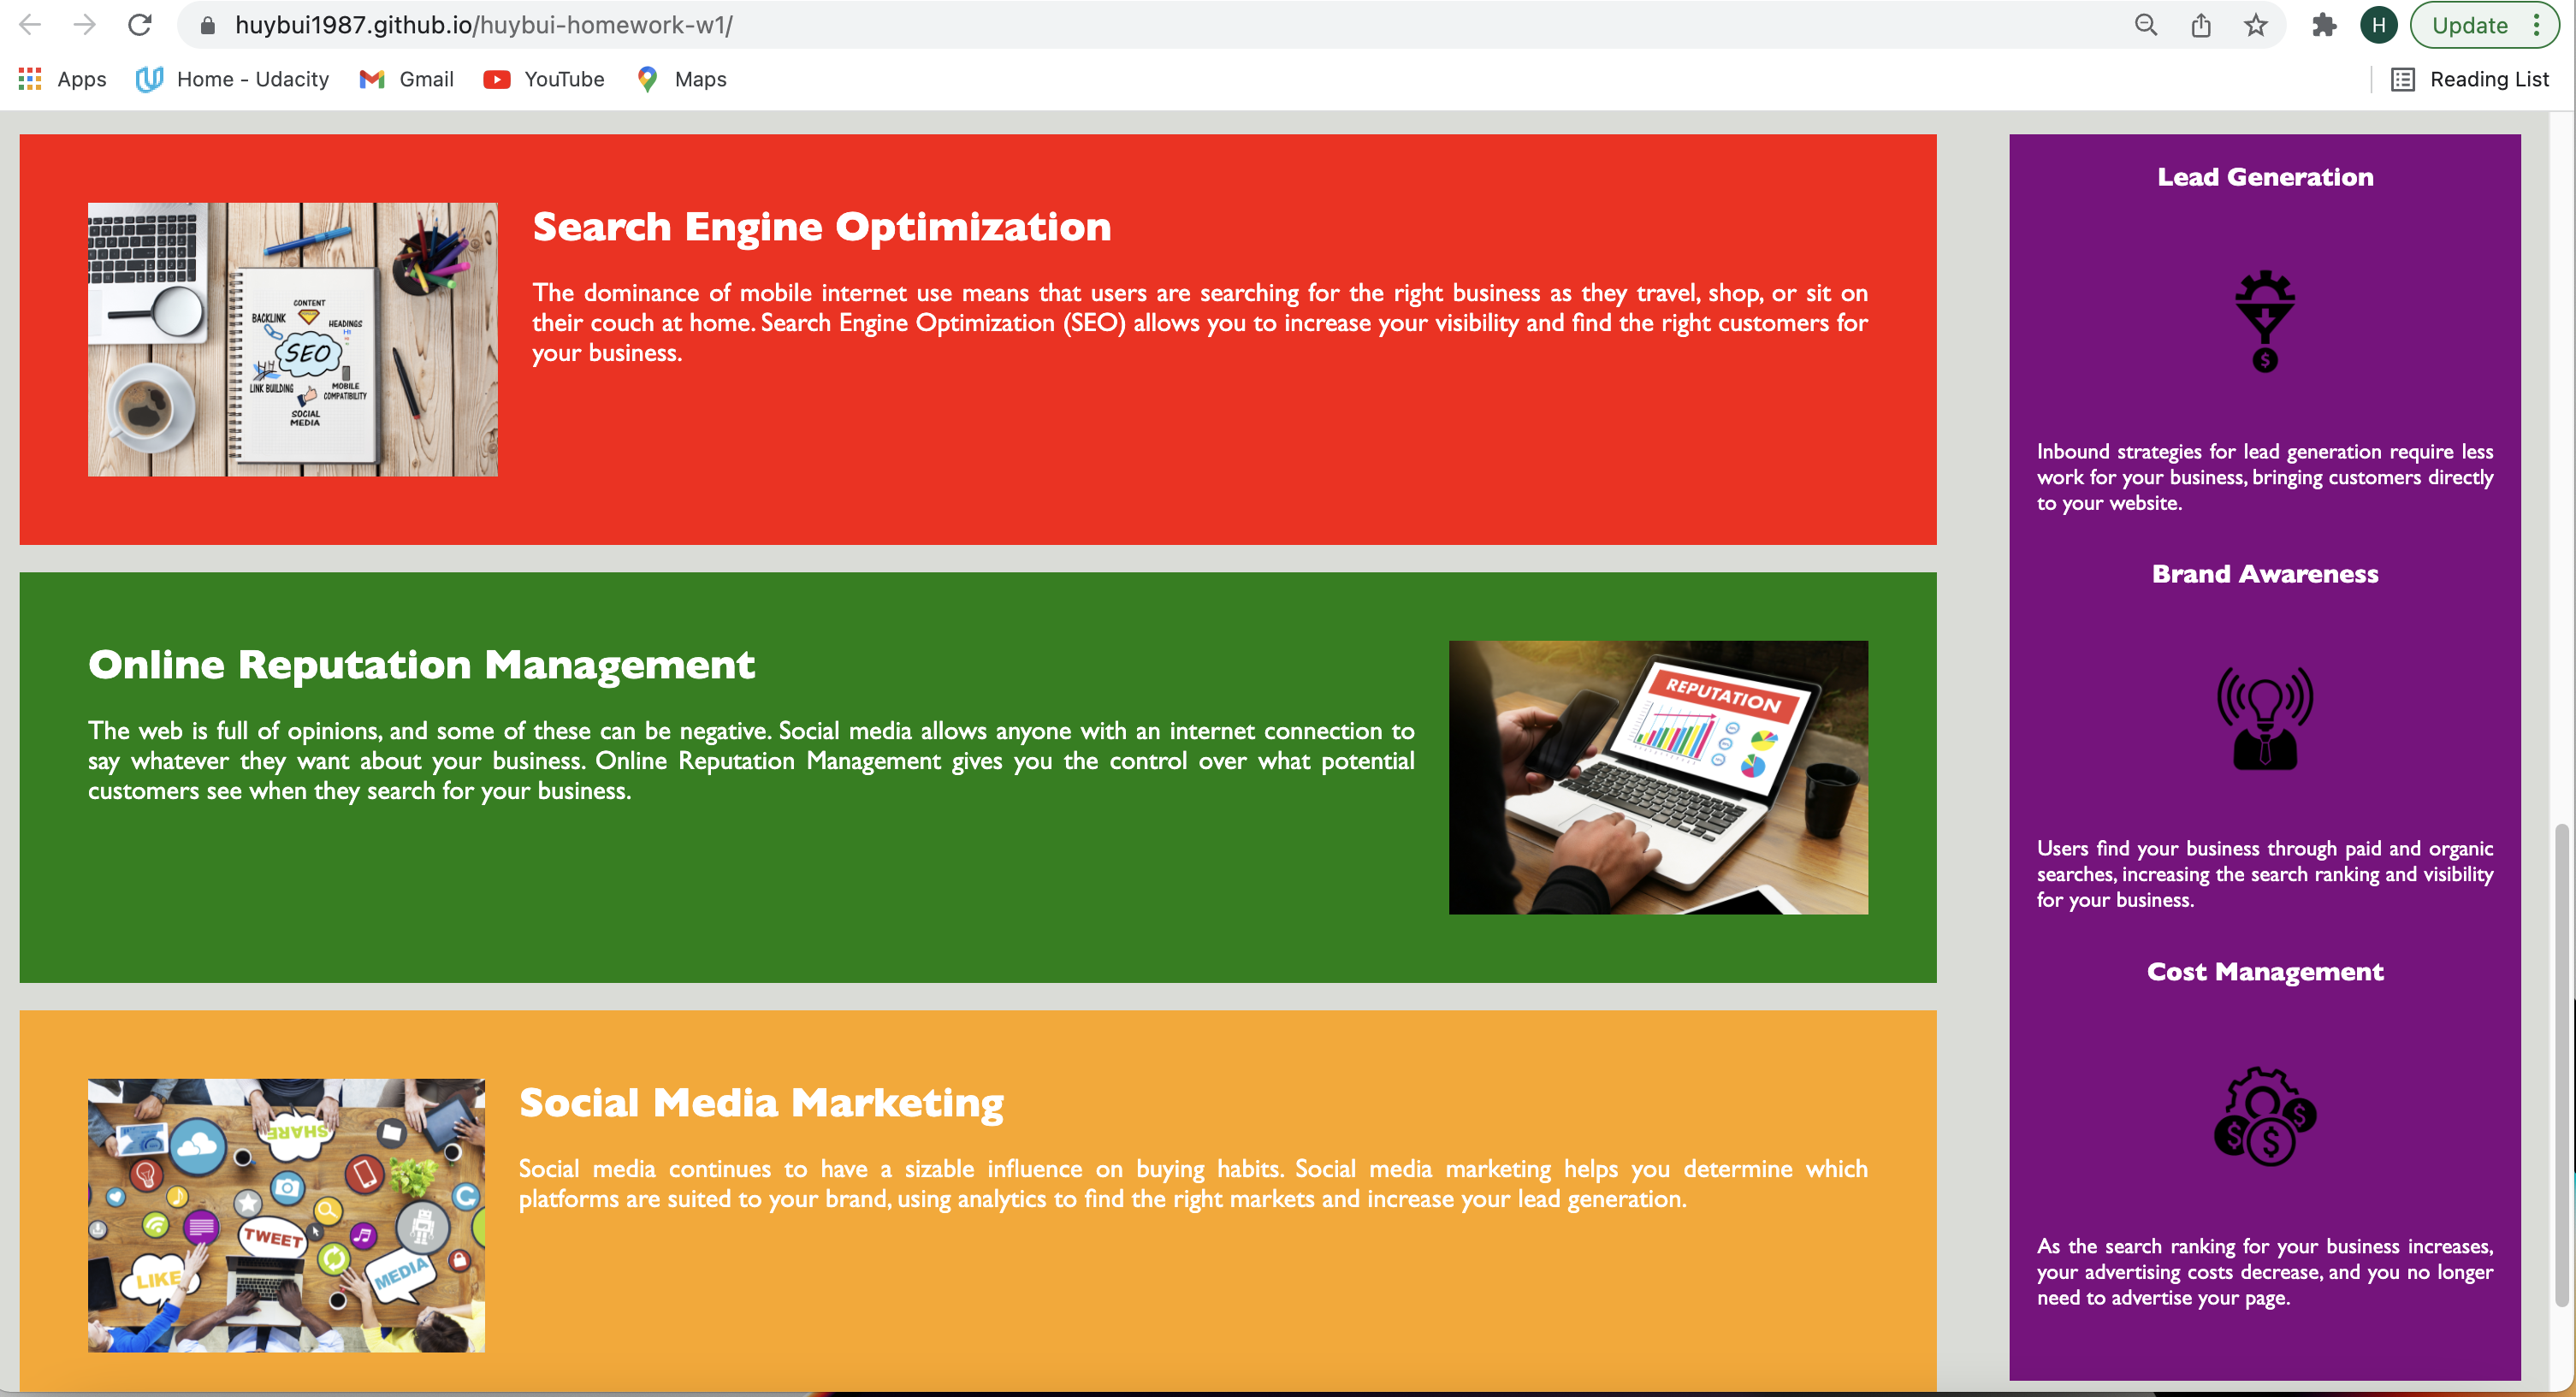 huybui1987.github.io/huybui-homework-w1/
H
Update
Apps
Home - Udacity
Gmail
YouTube
Maps
Reading List
Search Engine Optimization
The dominance of mobile internet use means that users are searching for the right business as they travel, shop, or sit on
their couch at home. Search Engine Optimization (SEO) allows you to increase your visibility and find the right customers for
your business.
CONTENT
BACKLINK
HEADINGS
H1
SEO
LINK BUILDING
MOBILE
COMPATIBILITY
SOCIAL
MEDIA
Online Reputation Management
The web is full of opinions, and some of these can be negative. Social media allows anyone with an internet connection to
say whatever they want about your business. Online Reputation Management gives you the control over what potential
customers see when they search for your business.
REPUTATION
Social Media Marketing
Social media continues to have a sizable influence on buying habits. Social media marketing helps you determine which
platforms are suited to your brand, using analytics to find the right markets and increase your lead generation.
SHARE
TWEET
LIKE
MEDIA
Lead Generation
$
Inbound strategies for lead generation require less
work for your business, bringing customers directly
to your website.
Brand Awareness
Users find your business through paid and organic
searches, increasing the search ranking and visibility
for your business.
Cost Management
$
$
$
As the search ranking for your business increases,
your advertising costs decrease, and you no longer
need to advertise your page.